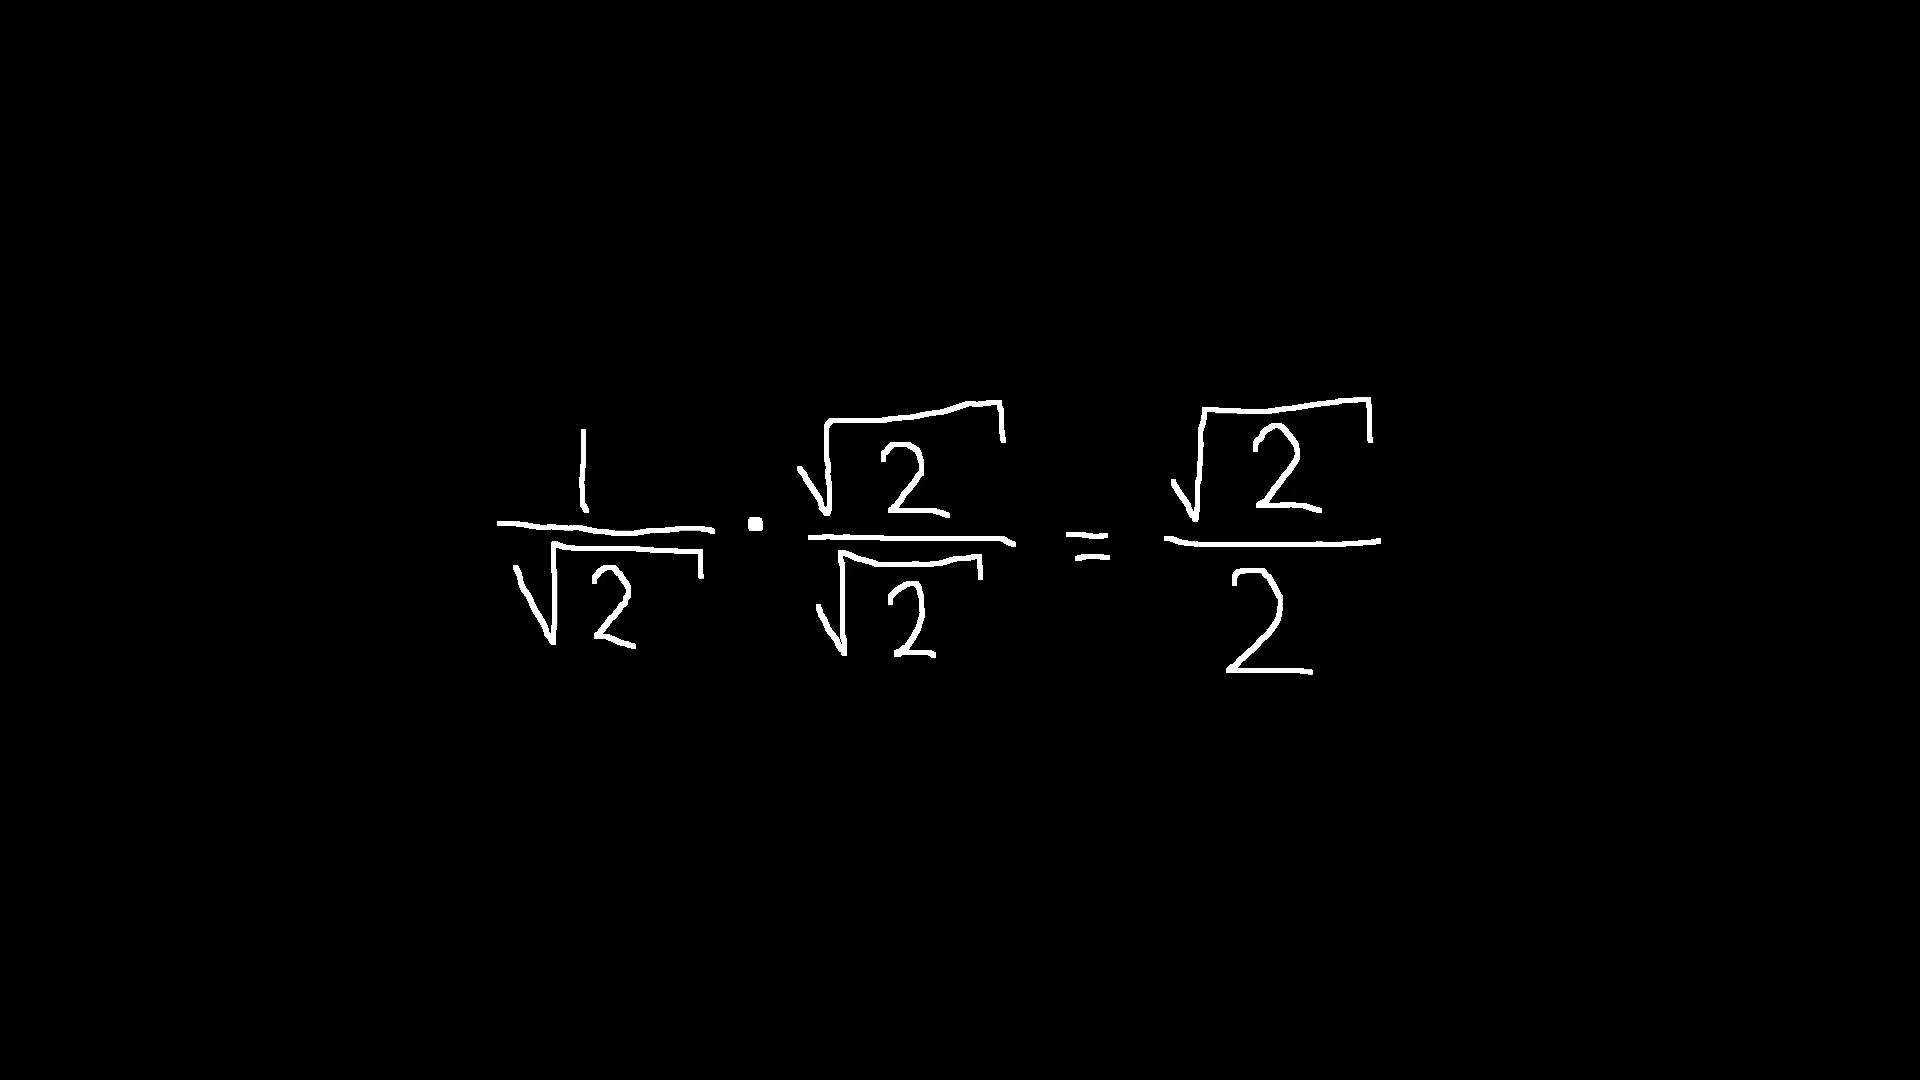 1/√2 · √2/√2 = √2/2